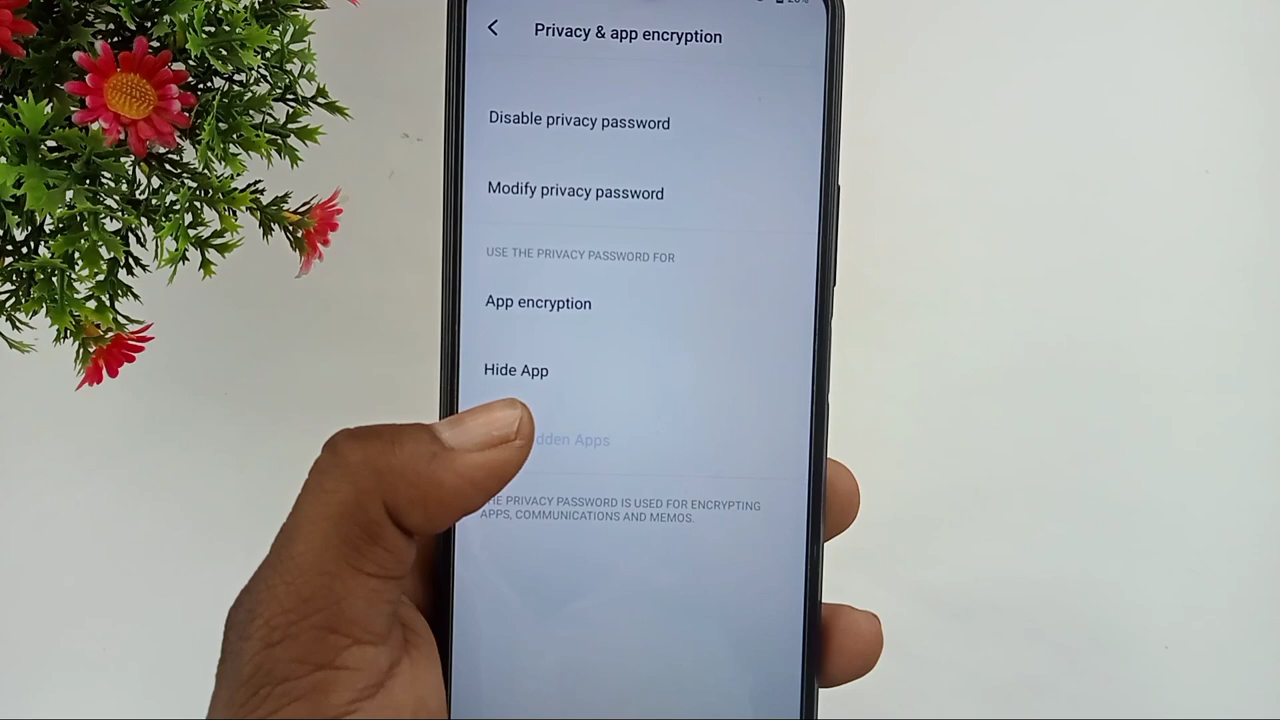 Privacy & app encryption
Disable privacy password
Modify privacy password
USE THE PRIVACY PASSWORD FOR
App encryption
Hide App
Apps
PRIVACY PASSWORD IS USED FOR ENCRYPTING
APPS, COMMUNICATIONS AND MEMOS.